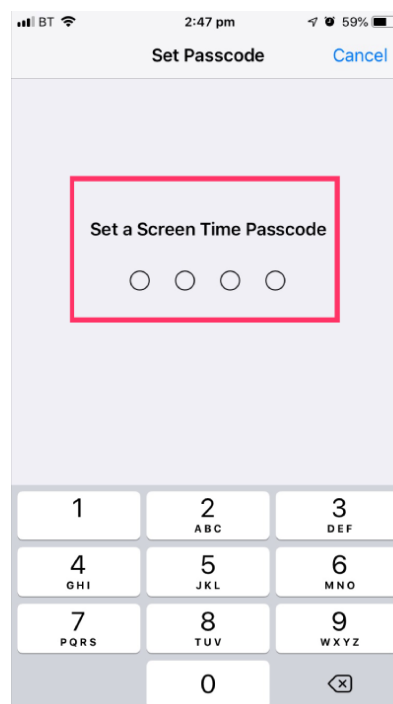 BT 2:47 pm 59%
Set Passcode Cancel
Set a Screen Time Passcode
1 2 3
ABC DEF
4 5 6
GHI JKL MNO
7 8 9
PQRS TUV WXYZ
0